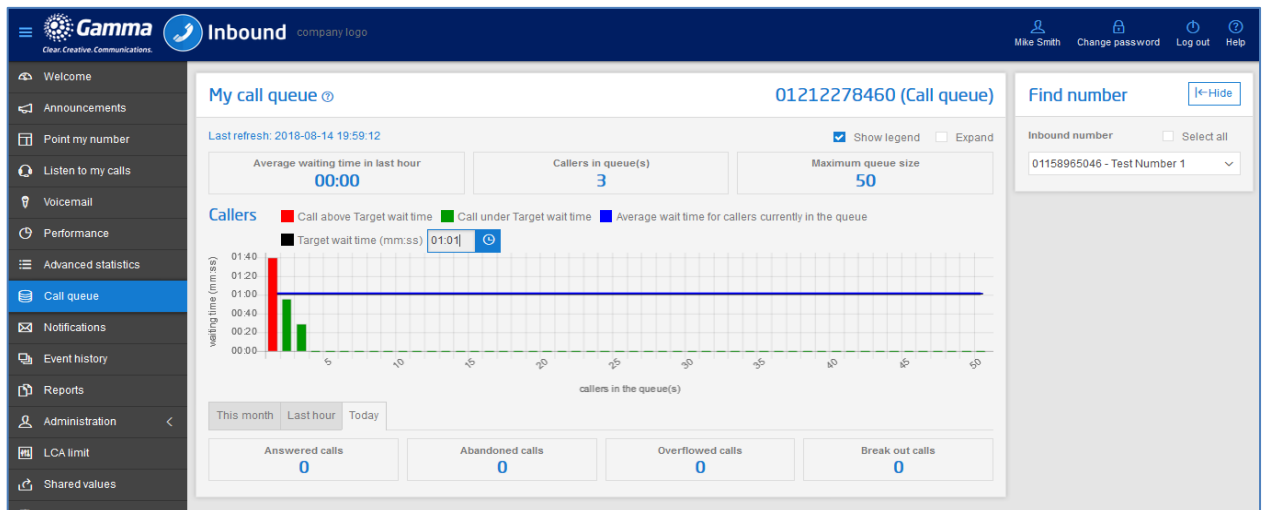 Gamma
Clear. Creative. Communications.
Inbound company logo
Mike Smith Change password Log out Help
Welcome
Announcements
Point my number
Listen to my calls
Voicemail
Performance
Advanced statistics
Call queue
Notifications
Event history
Reports
Administration
LCA limit
Shared values
My call queue 01212278460 (Call queue)
Last refresh: 2018-08-14 19:59:12 Show legend Expand
Average waiting time in last hour Callers in queue(s) Maximum queue size
00:00 3 50
Callers Call above Target wait time Call under Target wait time Average wait time for callers currently in the queue
Target wait time (mm:ss) 01:01
waiting time (mm:ss)
01:40
01:20
01:00
00:40
00:20
00:00
5 10 15 20 25 30 35 40 45 50
callers in the queue(s)
This month Last hour Today
Answered calls Abandoned calls Overflowed calls Break out calls
0 0 0 0
Find number Hide
Inbound number Select all
01158965046 - Test Number 1